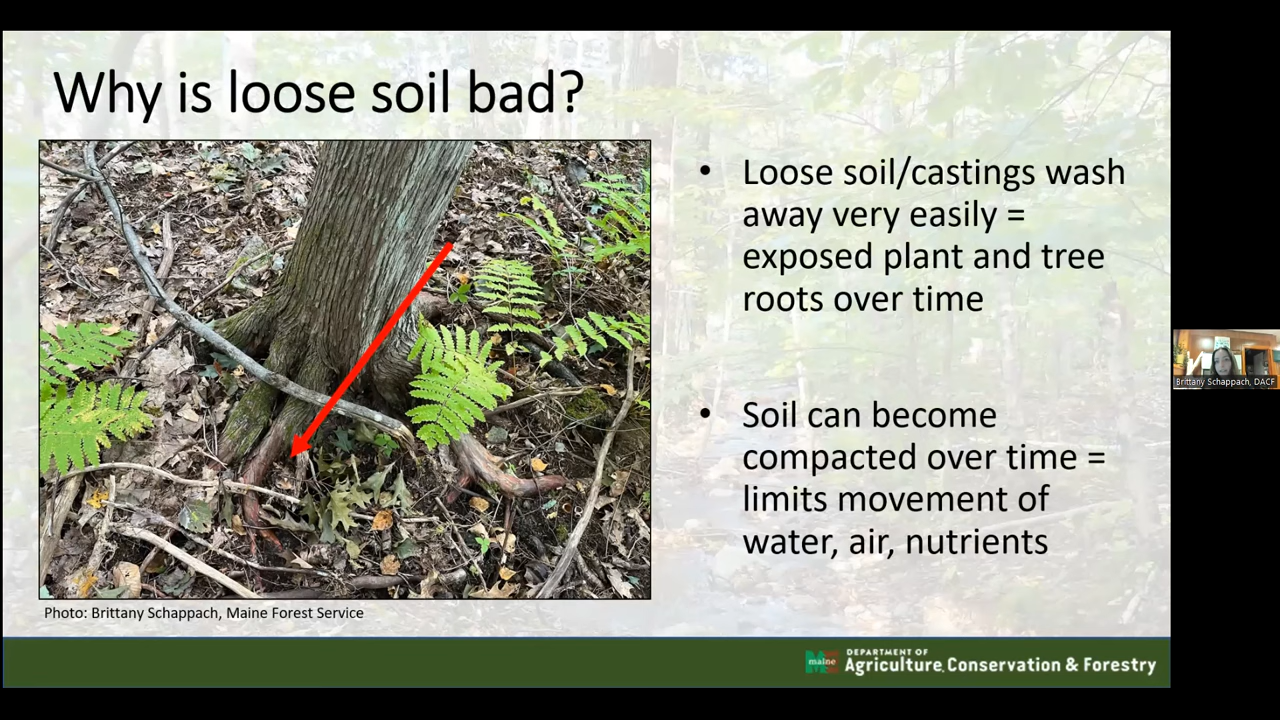 Why is loose soil bad?
• Loose soil/castings wash
away very easily =
exposed plant and tree
roots over time
• Soil can become
compacted over time =
limits movement of
water, air, nutrients
Photo: Brittany Schappach, Maine Forest Service
maine
DEPARTMENT OF
Agriculture, Conservation & Forestry
Brittany Schappach, DACF